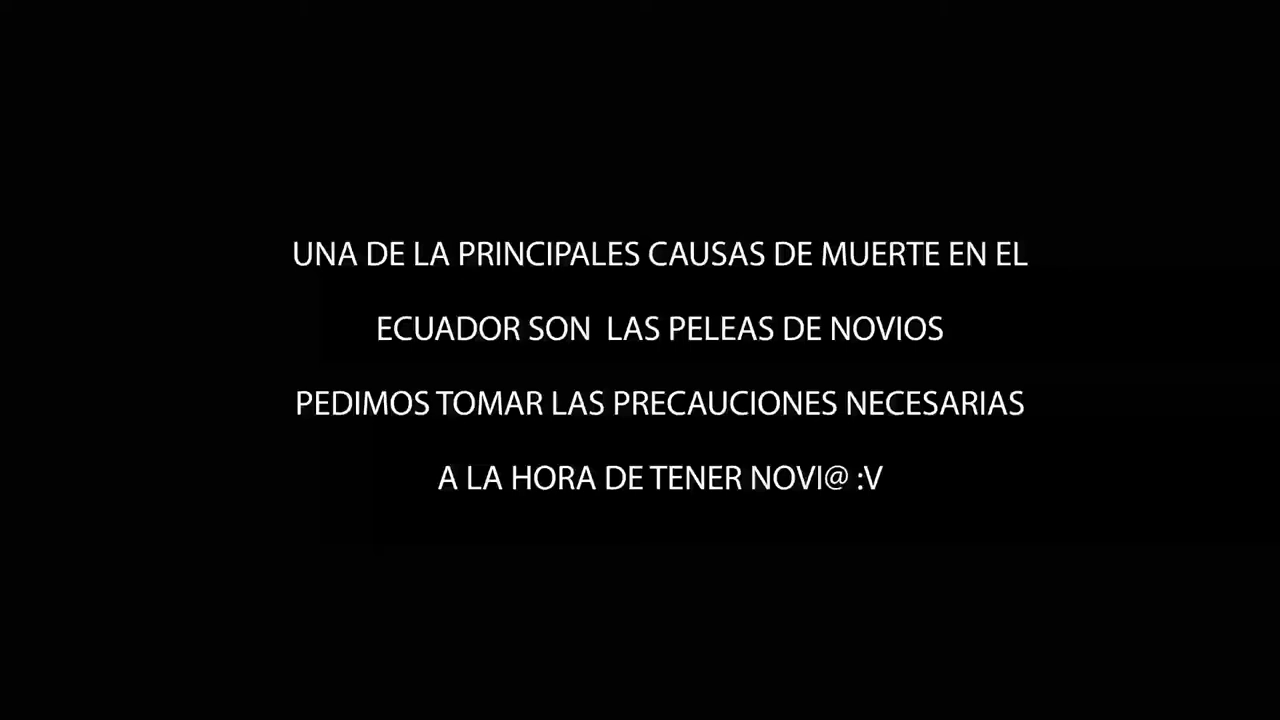 UNA DE LA PRINCIPALES CAUSAS DE MUERTE EN EL
ECUADOR SON  LAS PELEAS DE NOVIOS
PEDIMOS TOMAR LAS PRECAUCIONES NECESARIAS
A LA HORA DE TENER NOVI@ :V